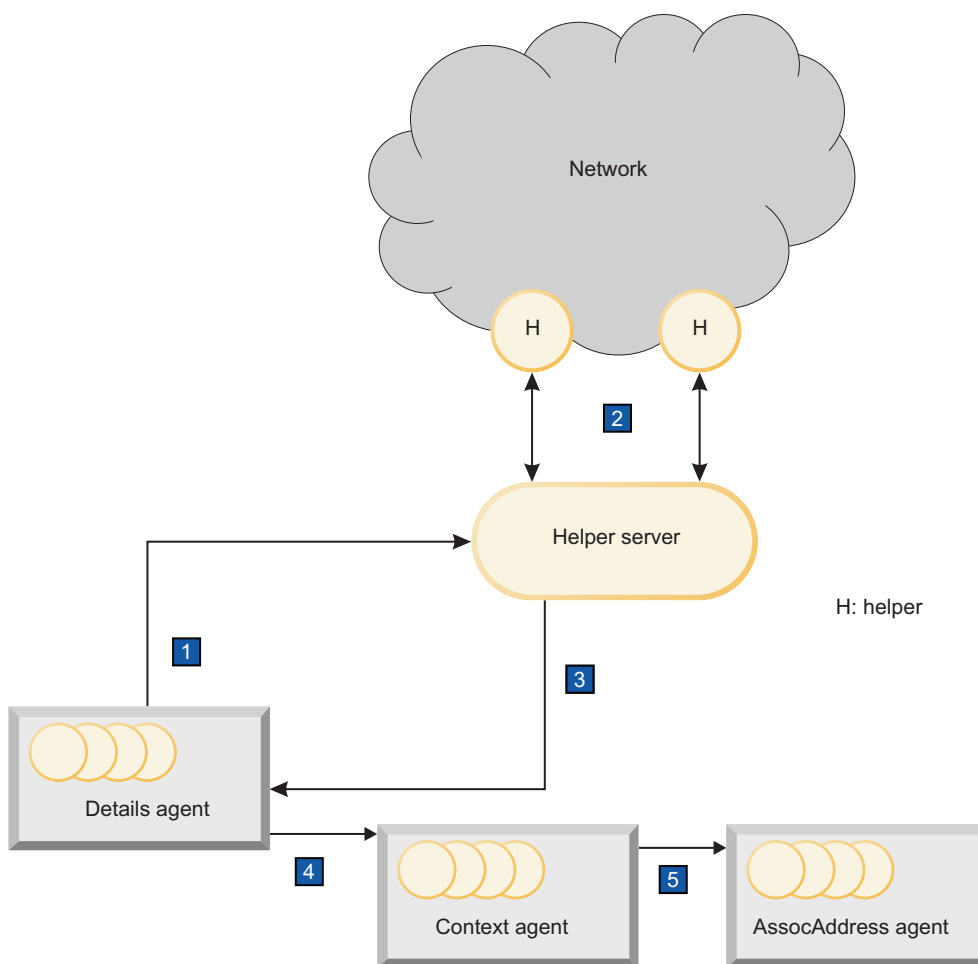 Network
H
H
2
Helper server
H: helper
1
3
Details agent
4
5
Context agent
AssocAddress agent